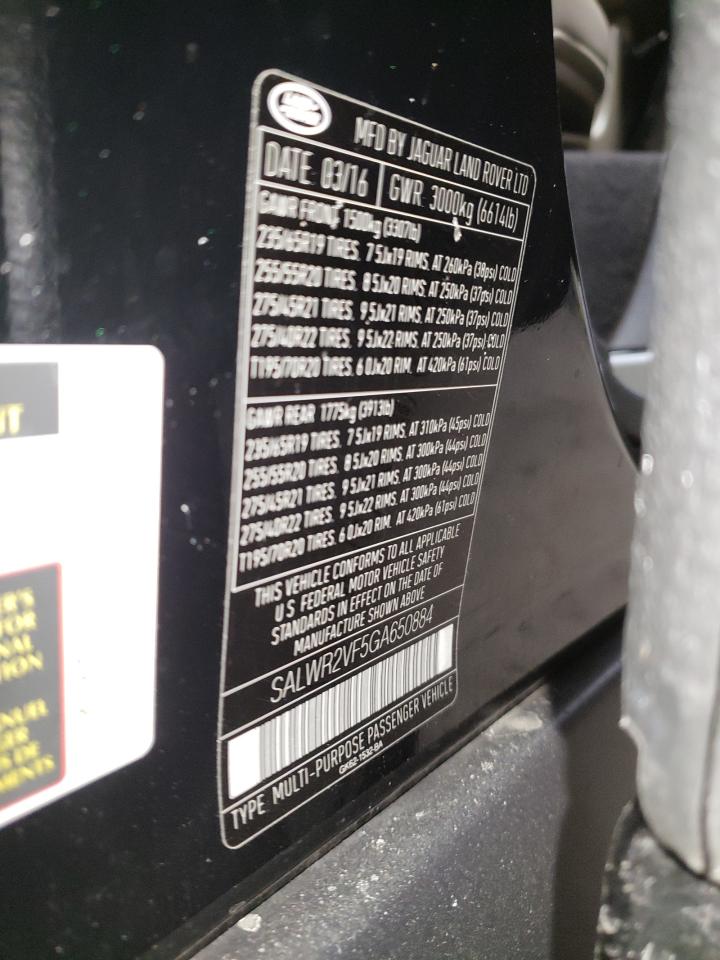 LAND ROVER
MFD BY JAGUAR LAND ROVER LTD
DATE 03/16 GWR 3000kg (6614lb)
GAWR FRONT 1500kg (3307lb)
235/65R19 TIRES, 7 5Jx19 RIMS, AT 260kPa (38psi) COLD
255/55R20 TIRES, 8 5Jx20 RIMS, AT 250kPa (37psi) COLD
275/45R21 TIRES, 9 5Jx21 RIMS, AT 250kPa (37psi) COLD
275/40R22 TIRES, 9 5Jx22 RIMS, AT 250kPa (37psi) COLD
T195/70R20 TIRES, 6 0Jx20 RIM, AT 420kPa (61psi) COLD
GAWR REAR 1775kg (3913lb)
235/65R19 TIRES, 7 5Jx19 RIMS, AT 310kPa (45psi) COLD
255/55R20 TIRES, 8 5Jx20 RIMS, AT 300kPa (44psi) COLD
275/45R21 TIRES, 9 5Jx21 RIMS, AT 300kPa (44psi) COLD
275/40R22 TIRES, 9 5Jx22 RIMS, AT 300kPa (44psi) COLD
T195/70R20 TIRES, 6 0Jx20 RIM, AT 420kPa (61psi) COLD
THIS VEHICLE CONFORMS TO ALL APPLICABLE
U S FEDERAL MOTOR VEHICLE SAFETY
STANDARDS IN EFFECT ON THE DATE OF
MANUFACTURE SHOWN ABOVE
SALWR2VF5GA650884
TYPE MULTI-PURPOSE PASSENGER VEHICLE
GK62-1532-BA